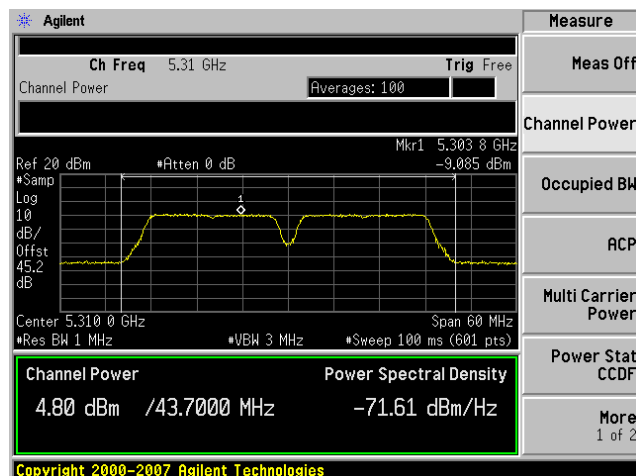 Agilent
Measure
Ch Freq 5.31 GHz Trig Free
Meas Off
Channel Power Averages: 100
Channel Power
Mkr1 5.303 8 GHz
Ref 20 dBm #Atten 0 dB -9.085 dBm
#Samp
Log
10
dB/
Offst
45.2
dB
1
Occupied BW
ACP
Multi Carrier
Power
Center 5.310 0 GHz Span 60 MHz
#Res BW 1 MHz #VBW 3 MHz #Sweep 100 ms (601 pts)
Power Stat
CCDF
Channel Power Power Spectral Density
4.80 dBm /43.7000 MHz -71.61 dBm/Hz
More
1 of 2
Copyright 2000-2007 Agilent Technologies